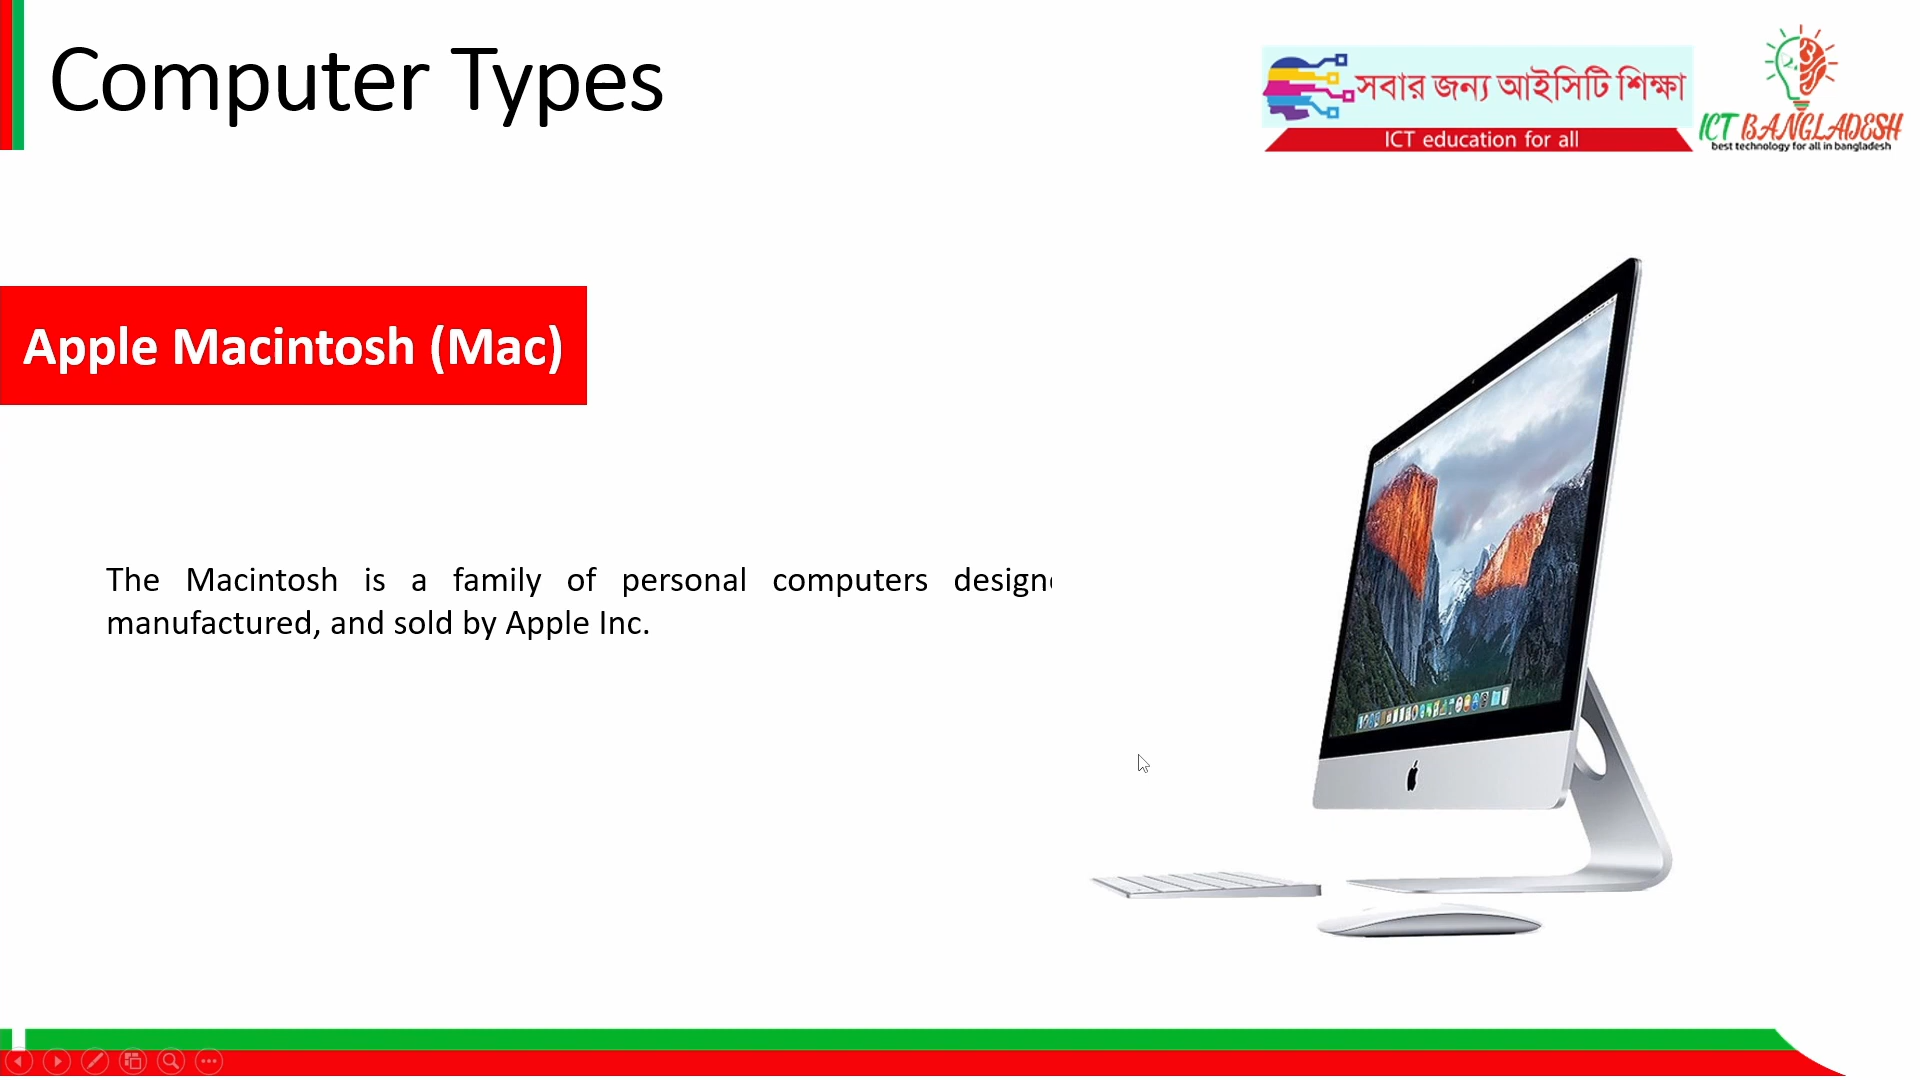 Computer Types
সবার জন্য আইসিটি শিক্ষা
ICT education for all
ICT BANGLADESH
best technology for all in bangladesh
Apple Macintosh (Mac)
The Macintosh is a family of personal computers designe
manufactured, and sold by Apple Inc.